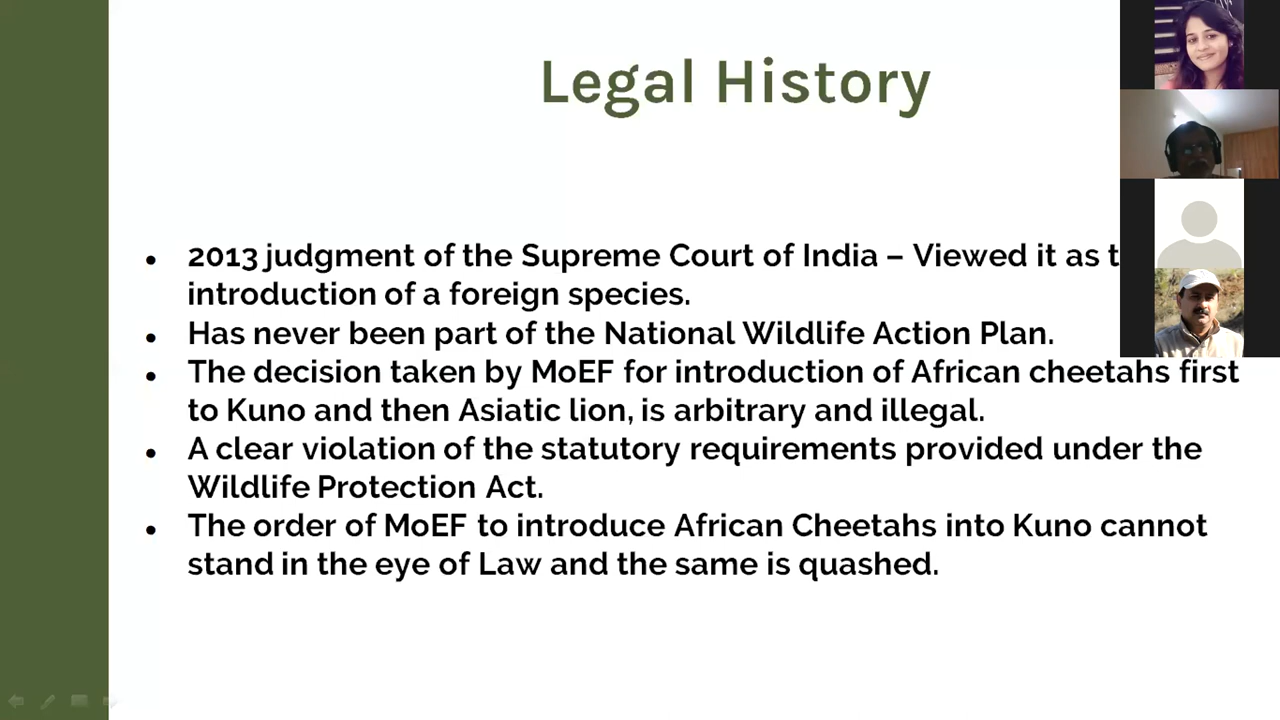 Legal History
2013 judgment of the Supreme Court of India – Viewed it as
introduction of a foreign species.
Has never been part of the National Wildlife Action Plan.
The decision taken by MoEF for introduction of African cheetahs first
to Kuno and then Asiatic lion, is arbitrary and illegal.
A clear violation of the statutory requirements provided under the
Wildlife Protection Act.
The order of MoEF to introduce African Cheetahs into Kuno cannot
stand in the eye of Law and the same is quashed.